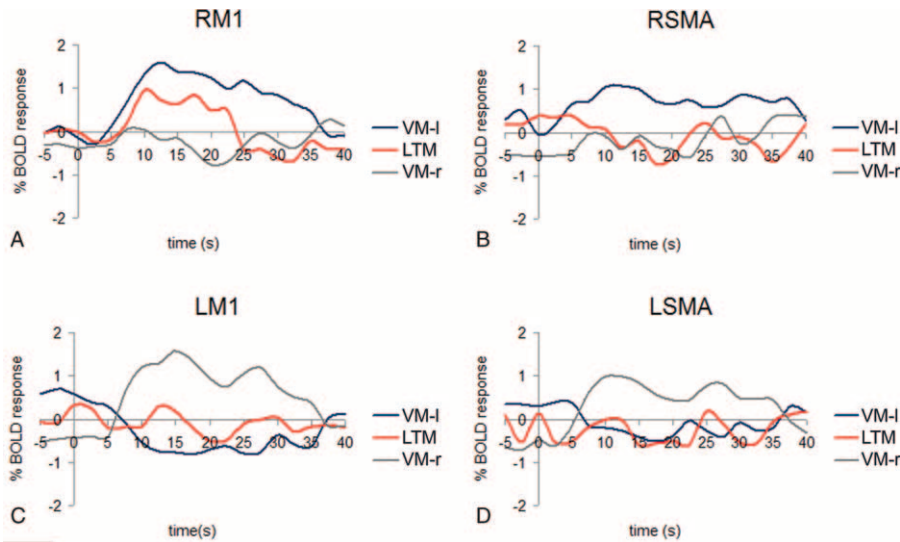 RM1
2
1
0
-1
-2
-5 0 5 10 15 20 25 30 35 40
% BOLD response
time (s)
VM-l
LTM
VM-r
A
RSMA
2
1
0
-1
-2
-5 0 5 10 15 20 25 30 35 40
% BOLD response
time (s)
VM-l
LTM
VM-r
B
LM1
2
1
0
-1
-2
-5 0 5 10 15 20 25 30 35 40
% BOLD response
time(s)
VM-l
LTM
VM-r
C
LSMA
2
1
0
-1
-2
-5 0 5 10 15 20 25 30 35 40
% BOLD response
time (s)
VM-l
LTM
VM-r
D